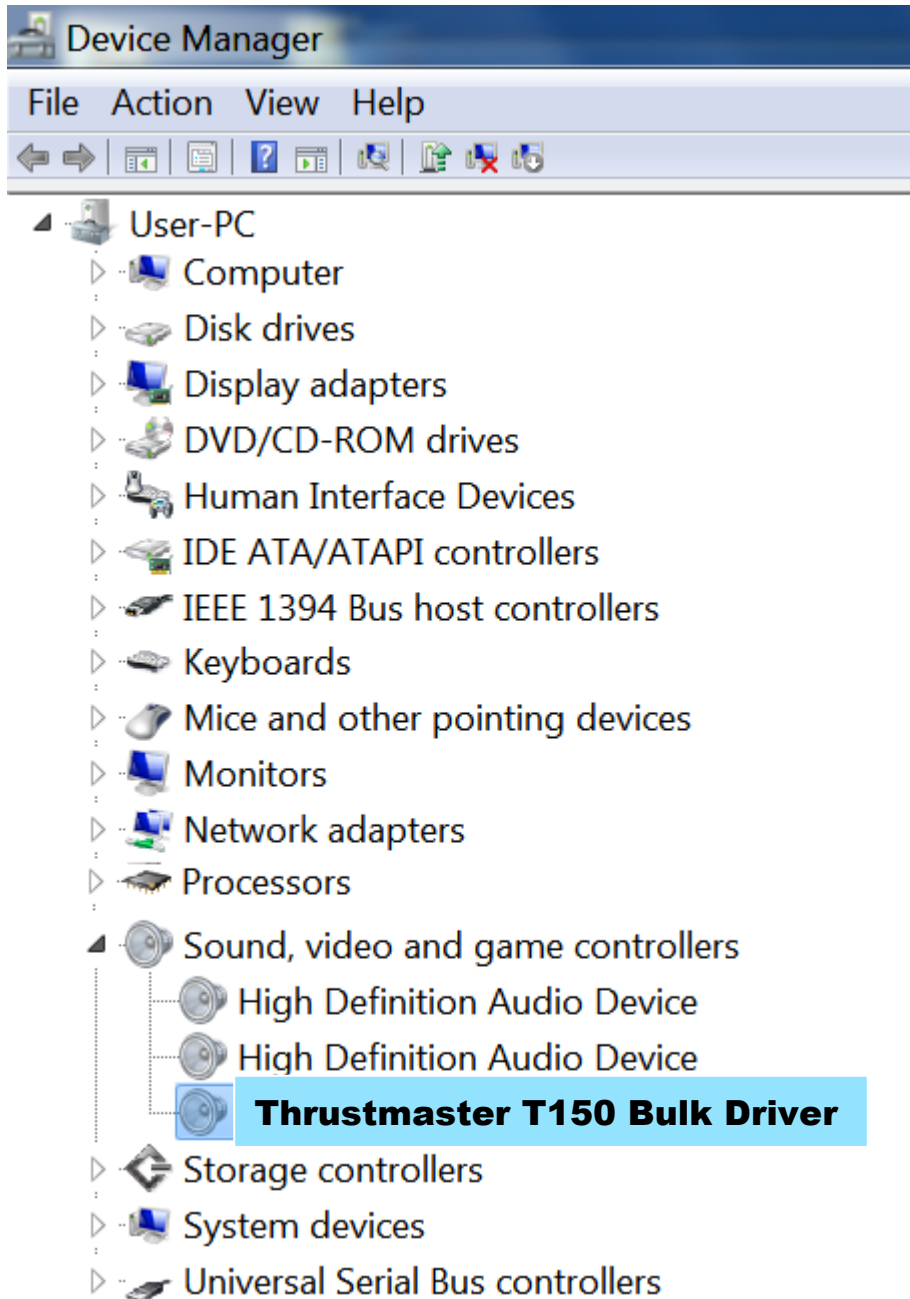 Device Manager
File Action View Help
User-PC
Computer
Disk drives
Display adapters
DVD/CD-ROM drives
Human Interface Devices
IDE ATA/ATAPI controllers
IEEE 1394 Bus host controllers
Keyboards
Mice and other pointing devices
Monitors
Network adapters
Processors
Sound, video and game controllers
High Definition Audio Device
High Definition Audio Device
Thrustmaster T150 Bulk Driver
Storage controllers
System devices
Universal Serial Bus controllers